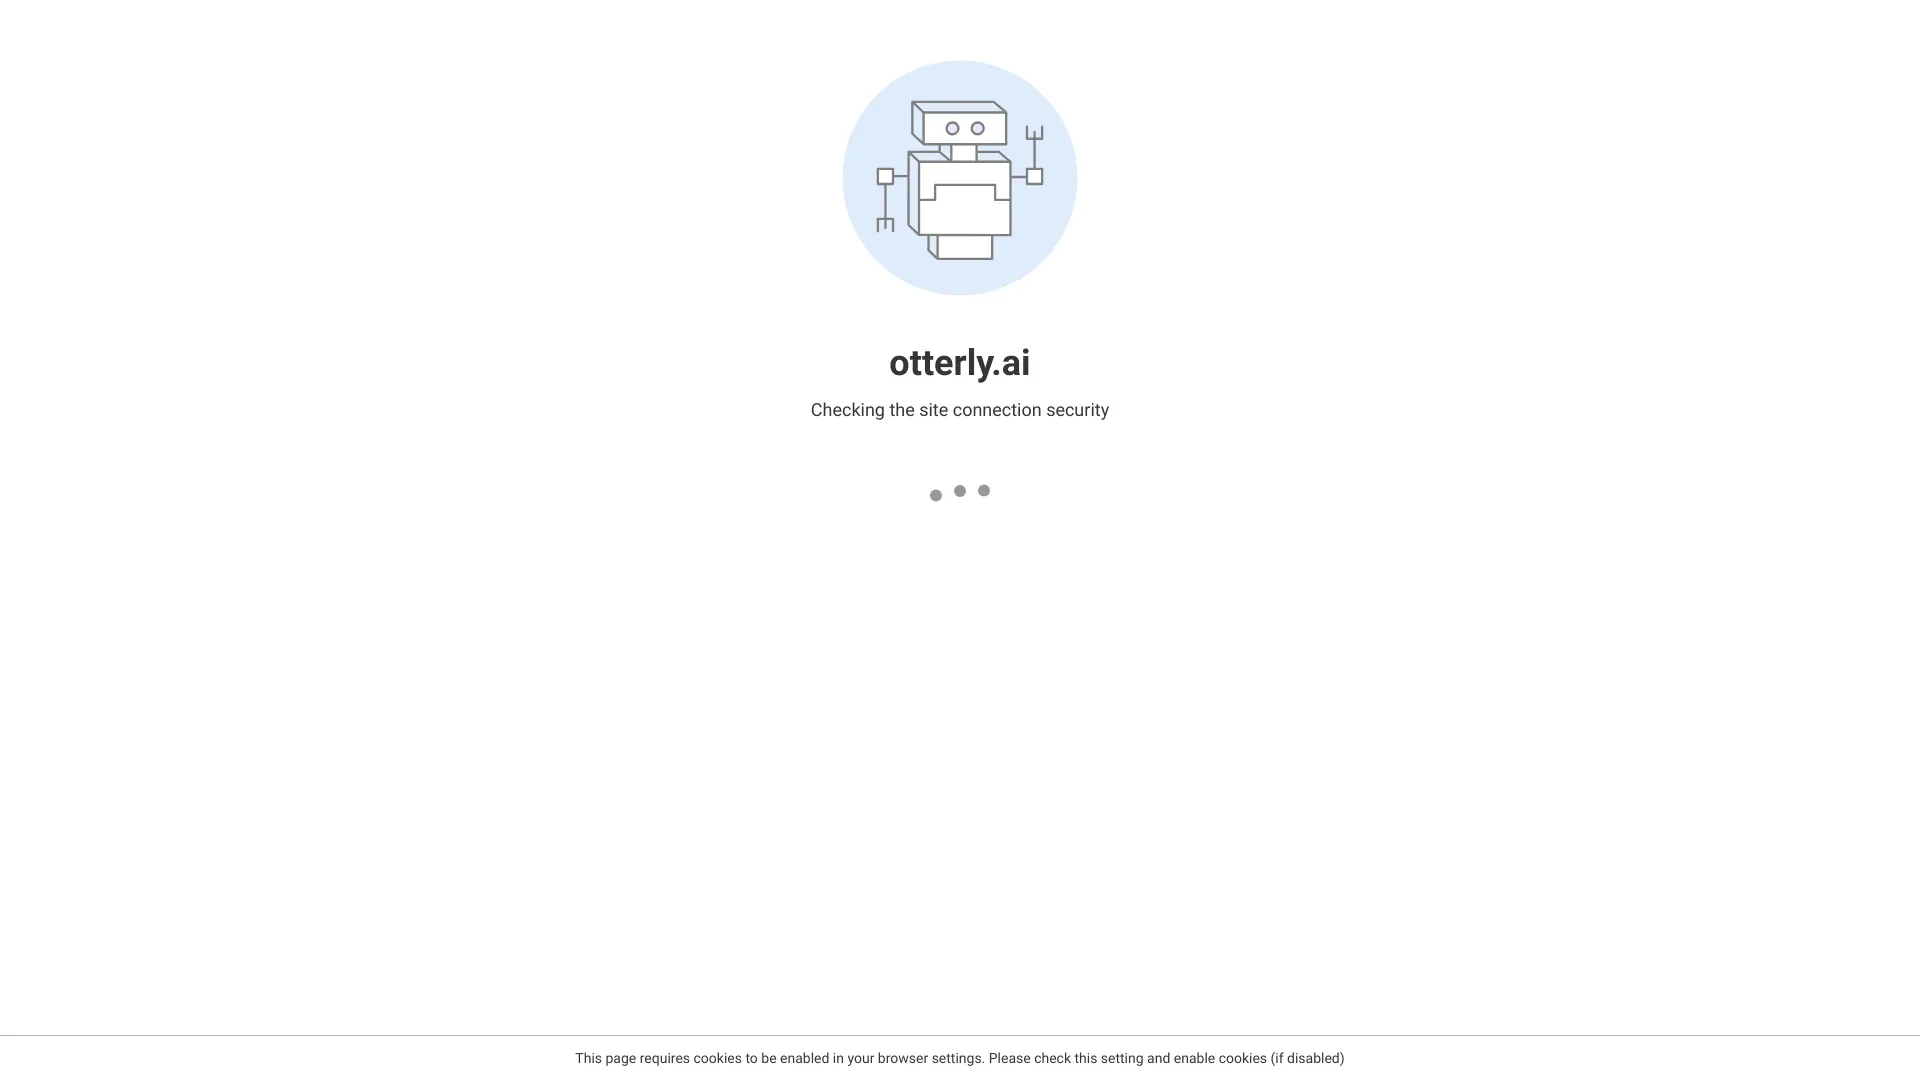 otterly.ai
Checking the site connection security
This page requires cookies to be enabled in your browser settings. Please check this setting and enable cookies (if disabled)